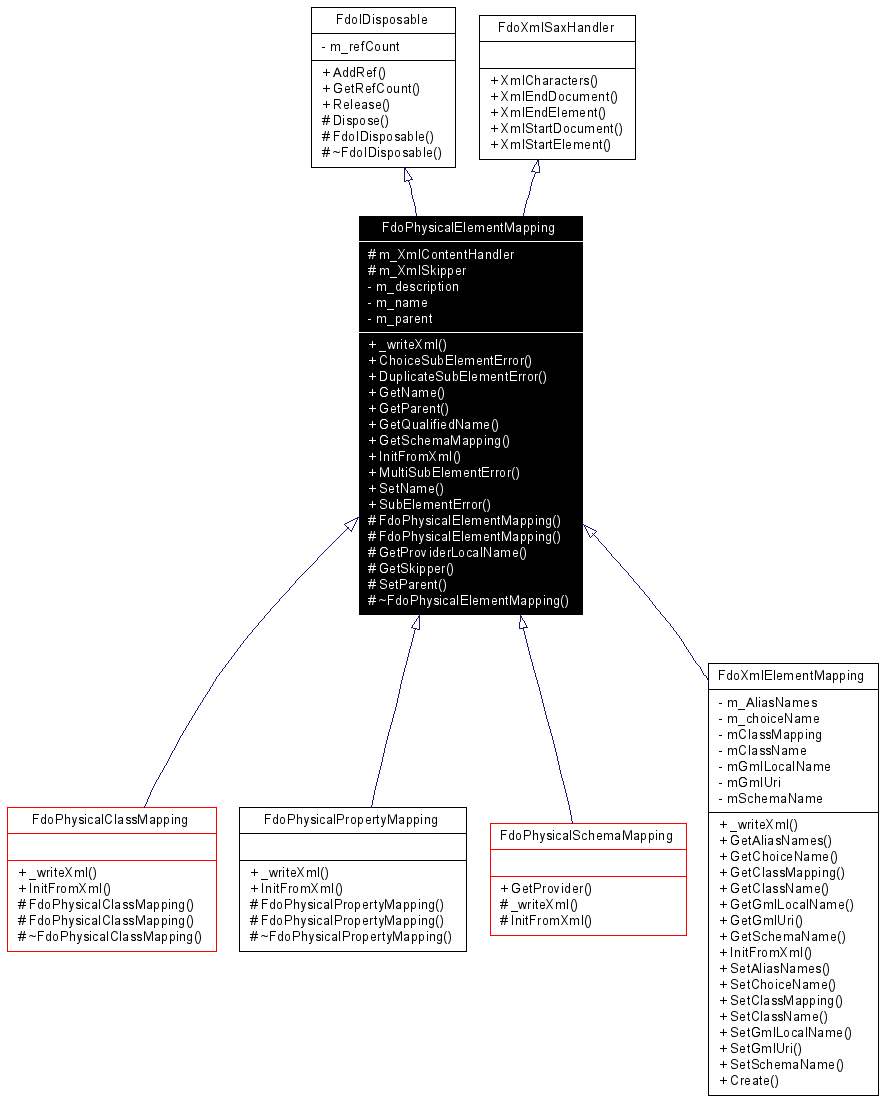 FdoIDisposable
- m_refCount
+ AddRef()
+ GetRefCount()
+ Release()
# Dispose()
# FdoIDisposable()
# ~FdoIDisposable()
FdoXmlSaxHandler
+ XmlCharacters()
+ XmlEndDocument()
+ XmlEndElement()
+ XmlStartDocument()
+ XmlStartElement()
FdoPhysicalElementMapping
# m_XmlContentHandler
# m_XmlSkipper
- m_description
- m_name
- m_parent
+ _writeXml()
+ ChoiceSubElementError()
+ DuplicateSubElementError()
+ GetName()
+ GetParent()
+ GetQualifiedName()
+ GetSchemaMapping()
+ InitFromXml()
+ MultiSubElementError()
+ SetName()
+ SubElementError()
# FdoPhysicalElementMapping()
# FdoPhysicalElementMapping()
# GetProviderLocalName()
# GetSkipper()
# SetParent()
# ~FdoPhysicalElementMapping()
FdoPhysicalClassMapping
+ _writeXml()
+ InitFromXml()
# FdoPhysicalClassMapping()
# FdoPhysicalClassMapping()
# ~FdoPhysicalClassMapping()
FdoPhysicalPropertyMapping
+ _writeXml()
+ InitFromXml()
# FdoPhysicalPropertyMapping()
# FdoPhysicalPropertyMapping()
# ~FdoPhysicalPropertyMapping()
FdoPhysicalSchemaMapping
+ GetProvider()
# _writeXml()
# InitFromXml()
FdoXmlElementMapping
- m_AliasNames
- m_choiceName
- mClassMapping
- mClassName
- mGmlLocalName
- mGmlUri
- mSchemaName
+ _writeXml()
+ GetAliasNames()
+ GetChoiceName()
+ GetClassMapping()
+ GetClassName()
+ GetGmlLocalName()
+ GetGmlUri()
+ GetSchemaName()
+ InitFromXml()
+ SetAliasNames()
+ SetChoiceName()
+ SetClassMapping()
+ SetClassName()
+ SetGmlLocalName()
+ SetGmlUri()
+ SetSchemaName()
+ Create()